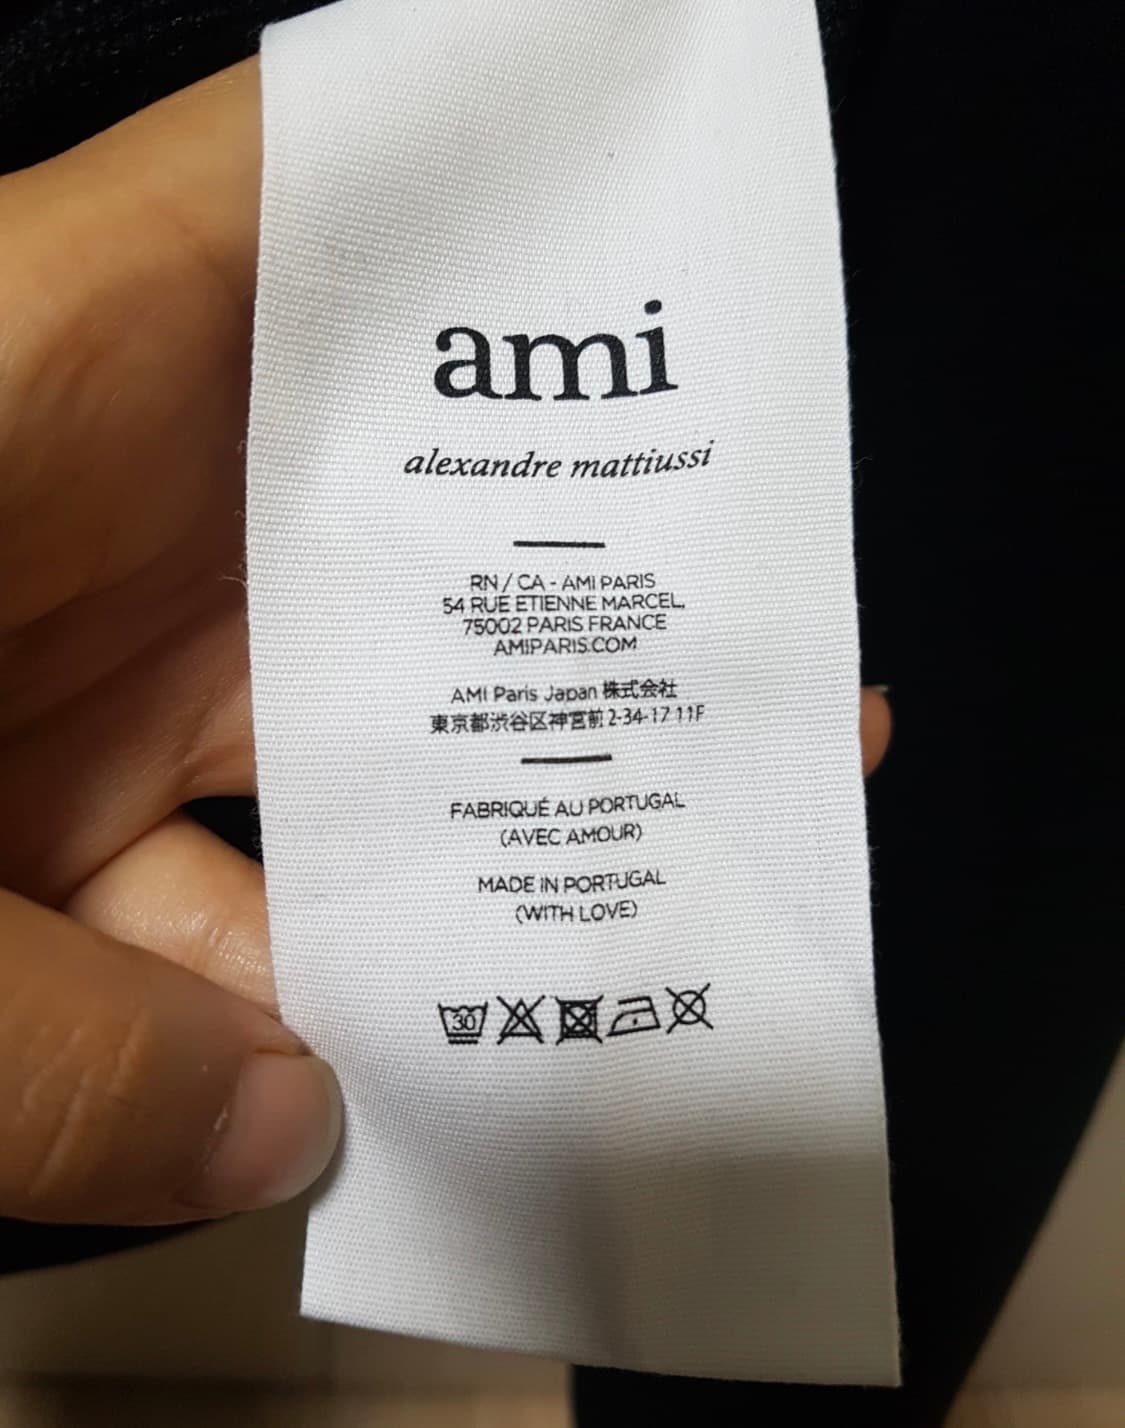 ami
alexandre mattiussi
RN / CA - AMI PARIS
54 RUE ETIENNE MARCEL,
75002 PARIS FRANCE
AMIPARIS.COM
AMI Paris Japan 株式会社
東京都渋谷区神宮前 2-34-17 11F
FABRIQUÉ AU PORTUGAL
(AVEC AMOUR)
MADE IN PORTUGAL
(WITH LOVE)
30